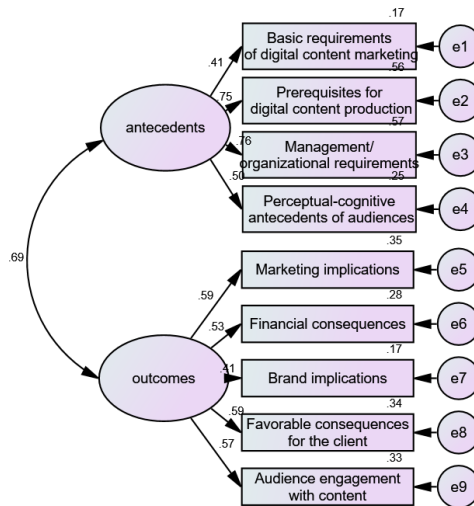 .17
Basic requirements
of digital content marketing
e1
.41
.56
.75
Prerequisites for
digital content production
e2
.57
antecedents
.76
Management/
organizational requirements
e3
.50
.25
Perceptual-cognitive
antecedents of audiences
e4
.69
.35
Marketing implications
e5
.59
.28
.53
Financial consequences
e6
.17
outcomes
.41
Brand implications
e7
.34
.59
Favorable consequences
for the client
e8
.57
.33
Audience engagement
with content
e9